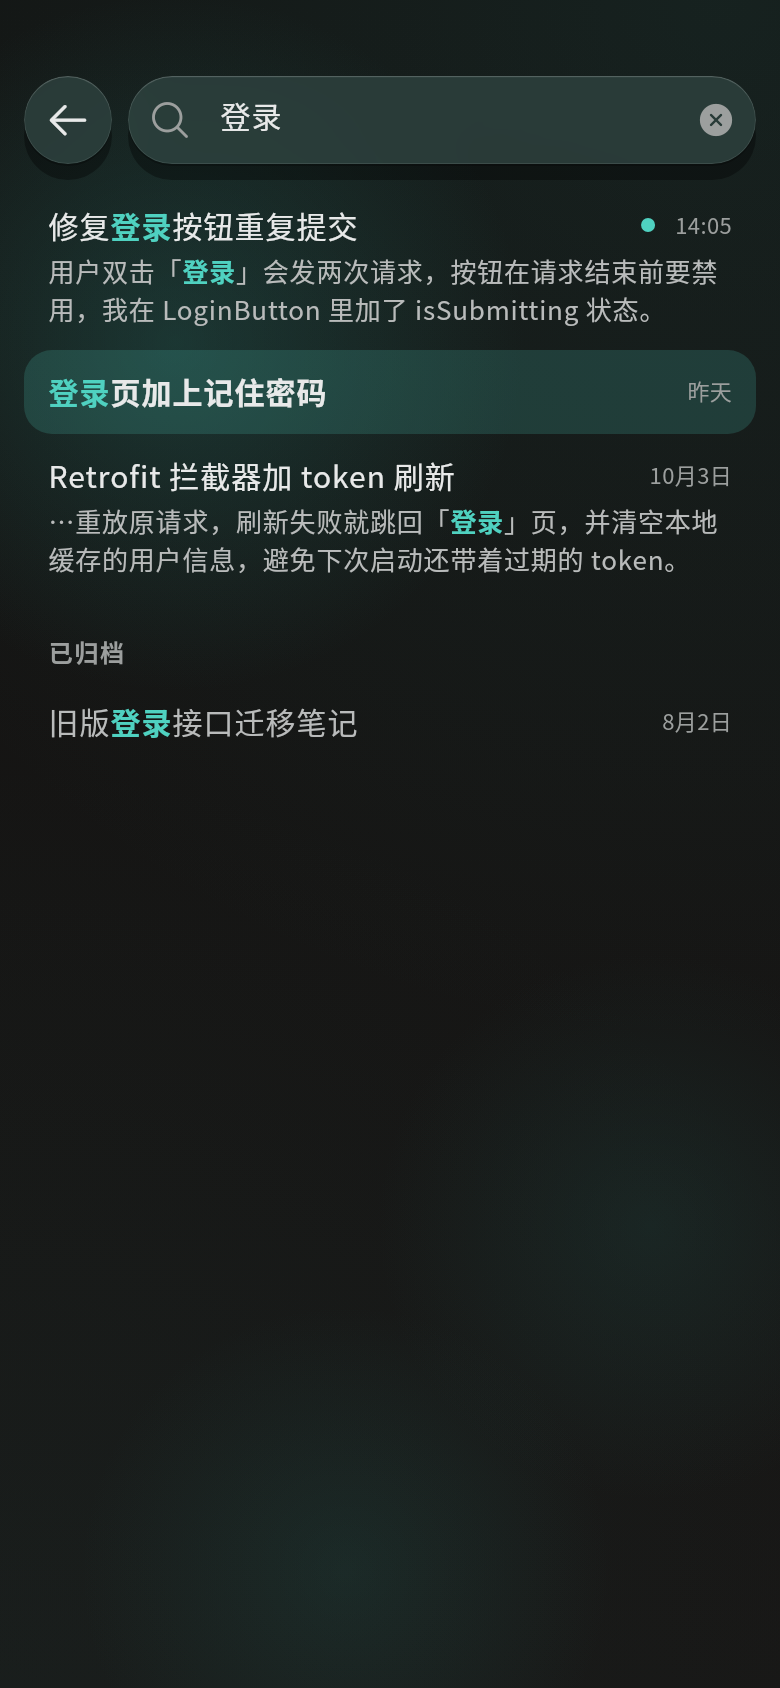 登录
修复登录按钮重复提交 14:05
用户双击「登录」会发两次请求，按钮在请求结束前要禁
用，我在 LoginButton 里加了 isSubmitting 状态。
登录页加上记住密码 昨天
Retrofit 拦截器加 token 刷新 10月3日
…重放原请求，刷新失败就跳回「登录」页，并清空本地
缓存的用户信息，避免下次启动还带着过期的 token。
已归档
旧版登录接口迁移笔记 8月2日